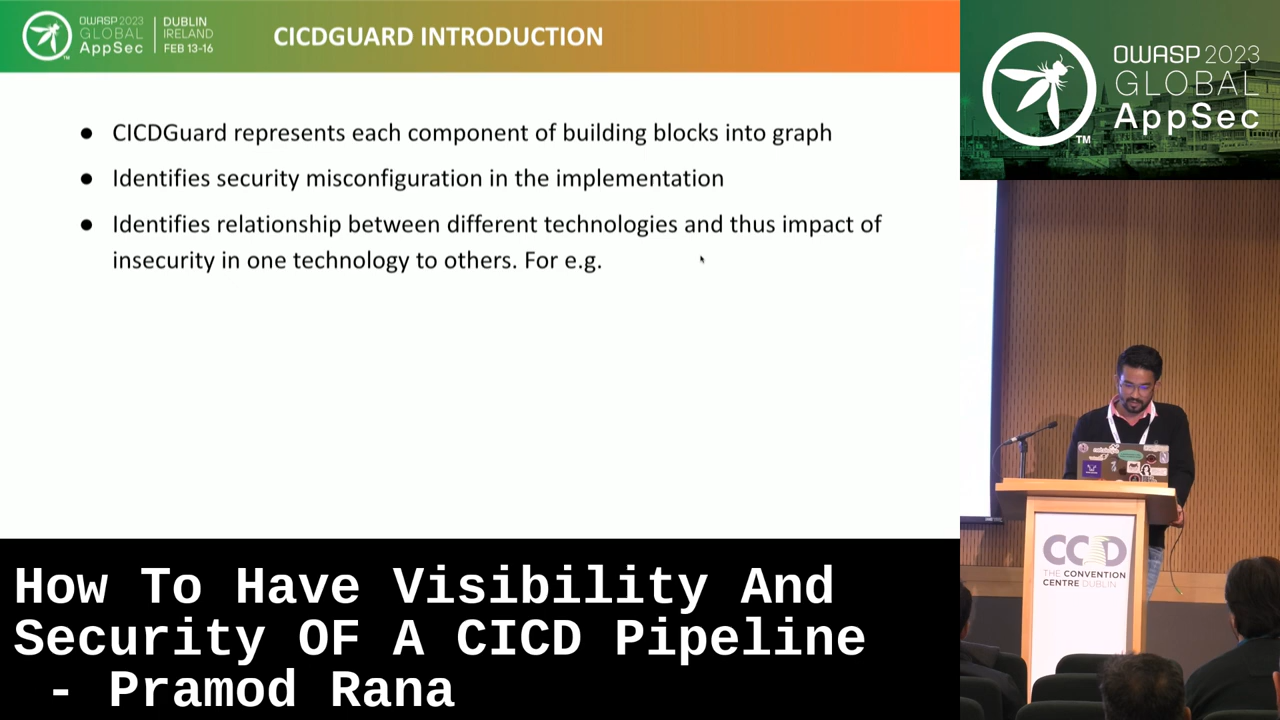 OWASP 2023
GLOBAL
AppSec
TM
DUBLIN
IRELAND
FEB 13-16
CICDGUARD INTRODUCTION
● CICDGuard represents each component of building blocks into graph
● Identifies security misconfiguration in the implementation
● Identifies relationship between different technologies and thus impact of
insecurity in one technology to others. For e.g.
OWASP 2023
GLOBAL
AppSec
TM
CCD
THE CONVENTION
CENTRE DUBLIN
How To Have Visibility And
Security OF A CICD Pipeline
- Pramod Rana